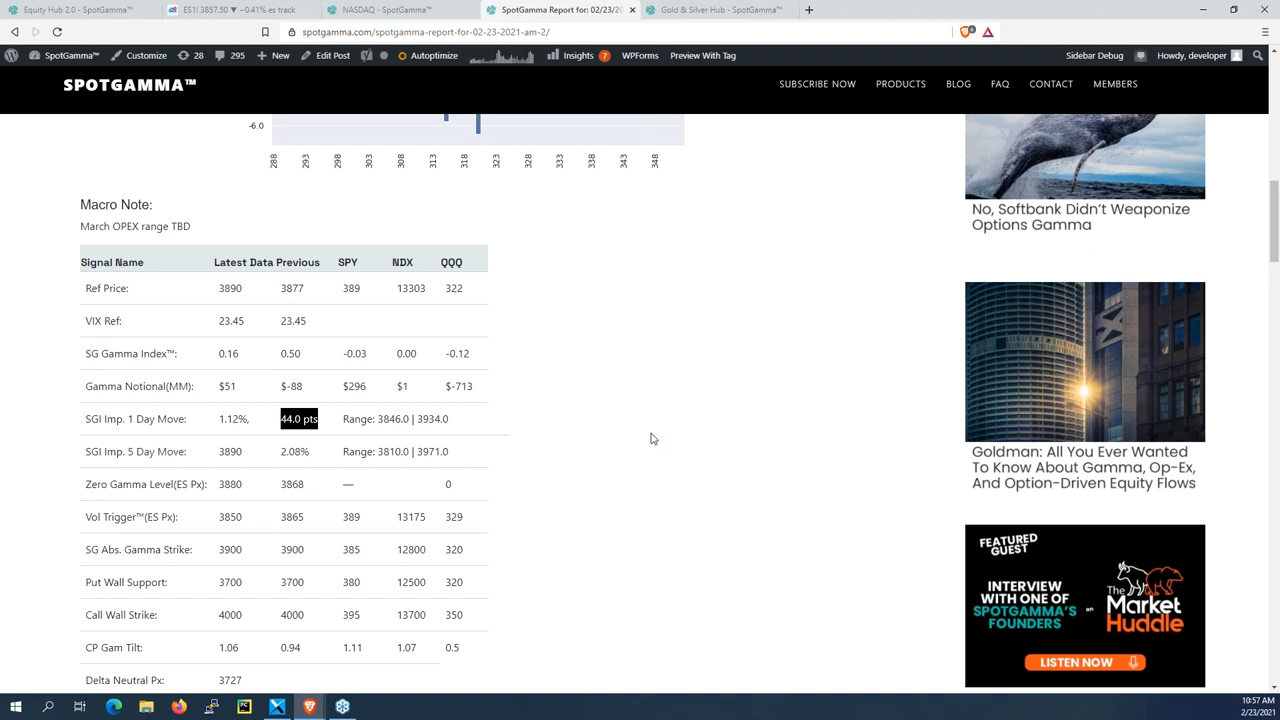 Equity Hub 2.0 - SpotGamma™
ES1! 3857.50 ▼ −0.41% es track
NASDAQ - SpotGamma™
SpotGamma Report for: 02/23/20
Gold & Silver Hub - SpotGamma™
spotgamma.com/spotgamma-report-for-02-23-2021-am-2/
SpotGamma™ Customize 28 295 New Edit Post Autoptimize Insights 7 WPForms Preview With Tag Sidebar Debug Howdy, developer
SPOTGAMMA™ SUBSCRIBE NOW PRODUCTS BLOG FAQ CONTACT MEMBERS
-6.0
288 293 298 303 308 313 318 323 328 333 338 343 348
Macro Note:
March OPEX range TBD
Signal Name Latest Data Previous SPY NDX QQQ
Ref Price: 3890 3877 389 13303 322
VIX Ref: 23.45 23.45
SG Gamma Index™: 0.16 0.50 -0.03 0.00 -0.12
Gamma Notional(MM): $51 $-88 $296 $1 $-713
SGI Imp. 1 Day Move: 1.12%, 44.0 pts Range: 3846.0 | 3934.0
SGI Imp. 5 Day Move: 3890 2.08% Range: 3810.0 | 3971.0
Zero Gamma Level(ES Px): 3880 3868 — 0
Vol Trigger™(ES Px): 3850 3865 389 13175 329
SG Abs. Gamma Strike: 3900 3900 385 12800 320
Put Wall Support: 3700 3700 380 12500 320
Call Wall Strike: 4000 4000 395 13700 350
CP Gam Tilt: 1.06 0.94 1.11 1.07 0.5
Delta Neutral Px: 3727
No, Softbank Didn't Weaponize
Options Gamma
Goldman: All You Ever Wanted
To Know About Gamma, Op-Ex,
And Option-Driven Equity Flows
FEATURED
GUEST
INTERVIEW
WITH ONE OF
SPOTGAMMA'S
FOUNDERS
on
The
Market
Huddle
LISTEN NOW
10:57 AM
2/23/2021